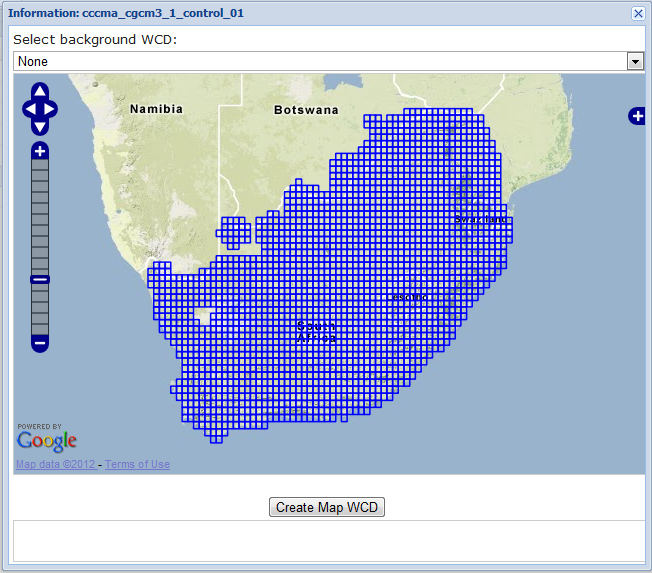 Information: cccma_cgcm3_1_control_01
Select background WCD:
None
Namibia
Botswana
Swaziland
Lesotho
South
Africa
POWERED BY
Google
Map data ©2012 - Terms of Use
Create Map WCD